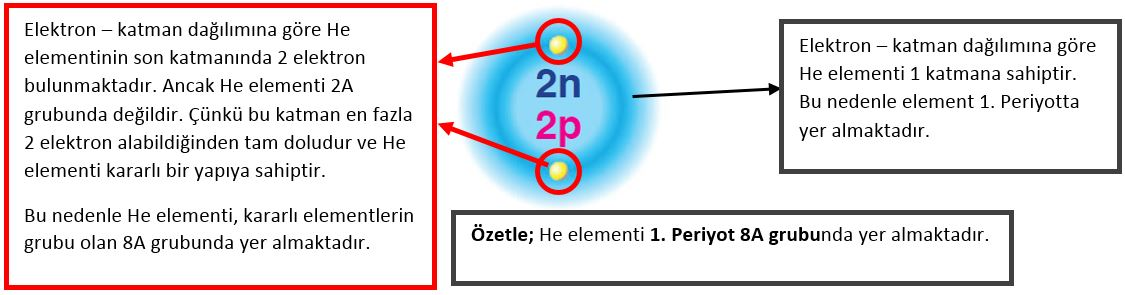 Elektron – katman dağılımına göre He
elementinin son katmanında 2 elektron
bulunmaktadır. Ancak He elementi 2A
grubunda değildir. Çünkü bu katman en fazla
2 elektron alabildiğinden tam doludur ve He
elementi kararlı bir yapıya sahiptir.
Bu nedenle He elementi, kararlı elementlerin
grubu olan 8A grubunda yer almaktadır.
2n
2p
Elektron – katman dağılımına göre
He elementi 1 katmana sahiptir.
Bu nedenle element 1. Periyotta
yer almaktadır.
Özetle; He elementi 1. Periyot 8A grubunda yer almaktadır.